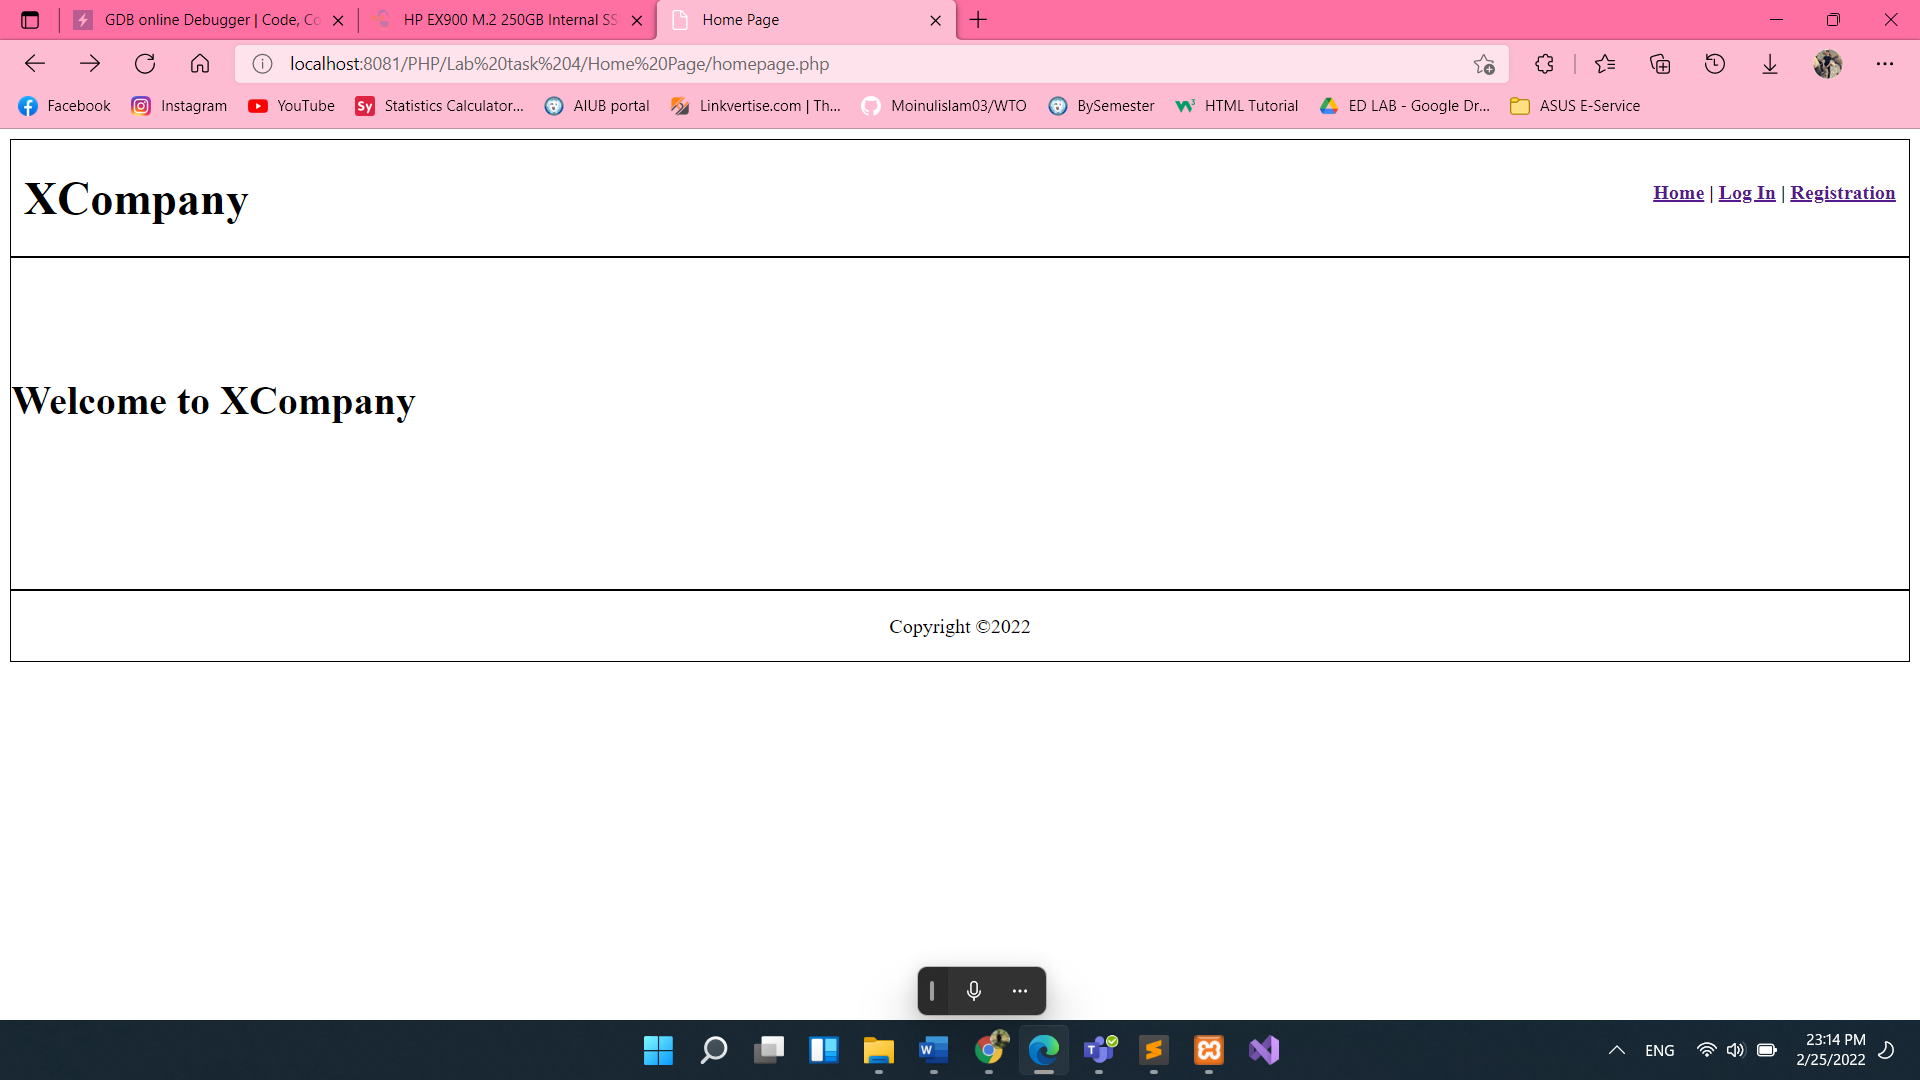 GDB online Debugger | Code, Co
HP EX900 M.2 250GB Internal SS
Home Page
localhost:8081/PHP/Lab%20task%204/Home%20Page/homepage.php
Facebook
Instagram
YouTube
Sy Statistics Calculator...
AIUB portal
Linkvertise.com | Th...
Moinulislam03/WTO
BySemester
HTML Tutorial
ED LAB - Google Dr...
ASUS E-Service
XCompany
Home | Log In | Registration
Welcome to XCompany
Copyright ©2022
ENG
23:14 PM
2/25/2022